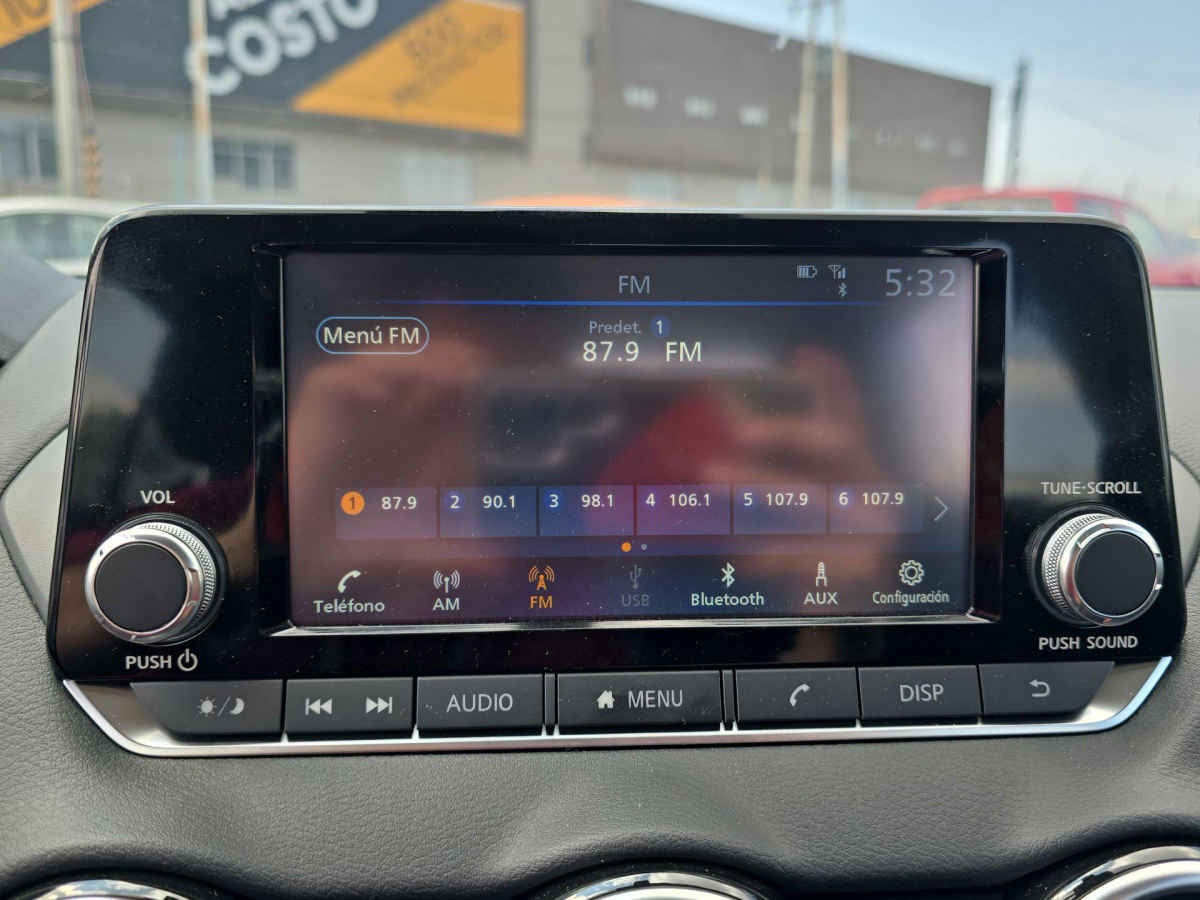 COSTO
FM
5:32
Menú FM
Predet. 1
87.9 FM
1 87.9
2 90.1
3 98.1
4 106.1
5 107.9
6 107.9
Teléfono
AM
FM
USB
Bluetooth
AUX
Configuración
VOL
PUSH
TUNE·SCROLL
PUSH SOUND
AUDIO
MENU
DISP